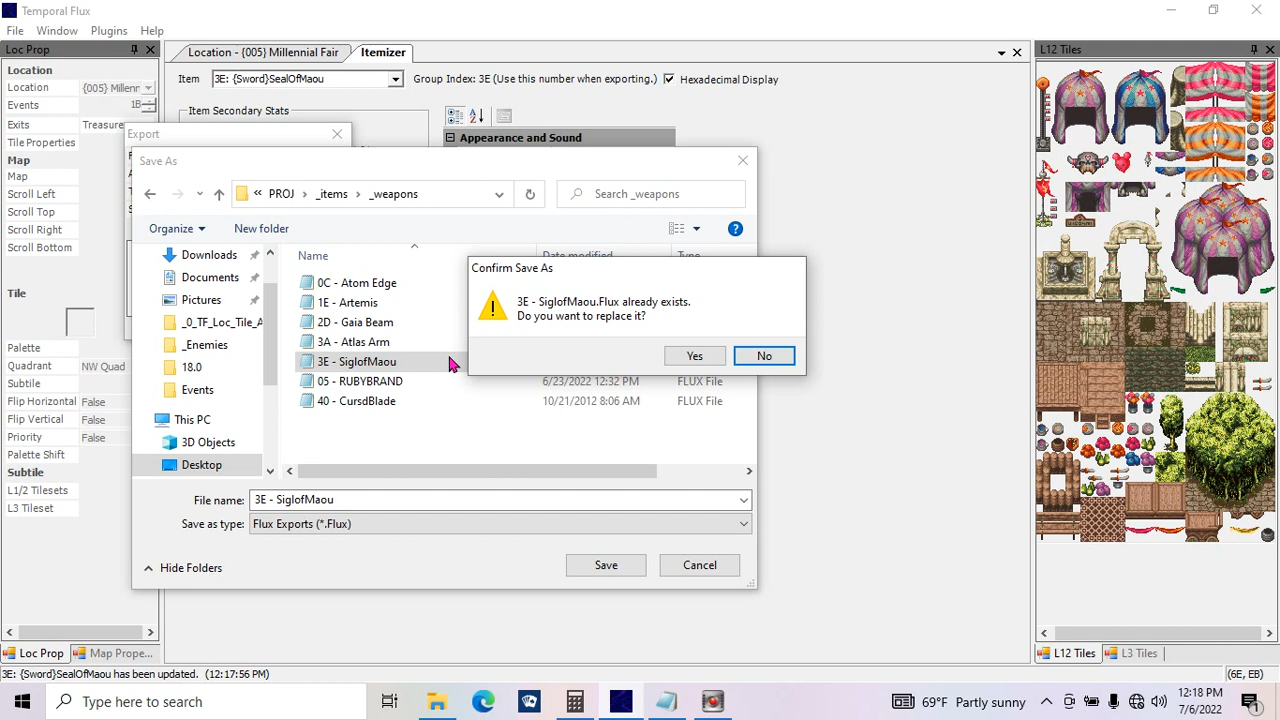 Temporal Flux
File Window Plugins Help
Loc Prop
Location - {005} Millennial Fair
Itemizer
L12 Tiles
Location
Item 3E: {Sword}SealOfMaou Group Index: 3E (Use this number when exporting.) Hexadecimal Display
Location {005} Millenn
Events 1B
Item Secondary Stats
Exits Treasure
Export
Appearance and Sound
Tile Properties
Map
Save As
Map
Scroll Left
« PROJ › _items › _weapons
Search _weapons
Scroll Top
Scroll Right
Organize New folder
Scroll Bottom
Downloads
Name Date modified Type
Documents
Pictures
_0_TF_Loc_Tile_A
_Enemies
18.0
Events
This PC
3D Objects
Desktop
0C - Atom Edge
1E - Artemis
2D - Gaia Beam
3A - Atlas Arm
3E - SiglofMaou
05 - RUBYBRAND 6/23/2022 12:32 PM FLUX File
40 - CursdBlade 10/21/2012 8:06 AM FLUX File
Confirm Save As
3E - SiglofMaou.Flux already exists.
Do you want to replace it?
Yes No
Tile
Palette
Quadrant NW Quad
Subtile
Flip Horizontal False
Flip Vertical False
Priority False
Palette Shift
Subtile
L1/2 Tilesets
L3 Tileset
File name: 3E - SiglofMaou
Save as type: Flux Exports (*.Flux)
Hide Folders
Save Cancel
Loc Prop Map Prope...
L12 Tiles L3 Tiles
3E: {Sword}SealOfMaou has been updated. (12:17:56 PM)
(6E, EB)
Type here to search
69°F Partly sunny
12:18 PM
7/6/2022
1